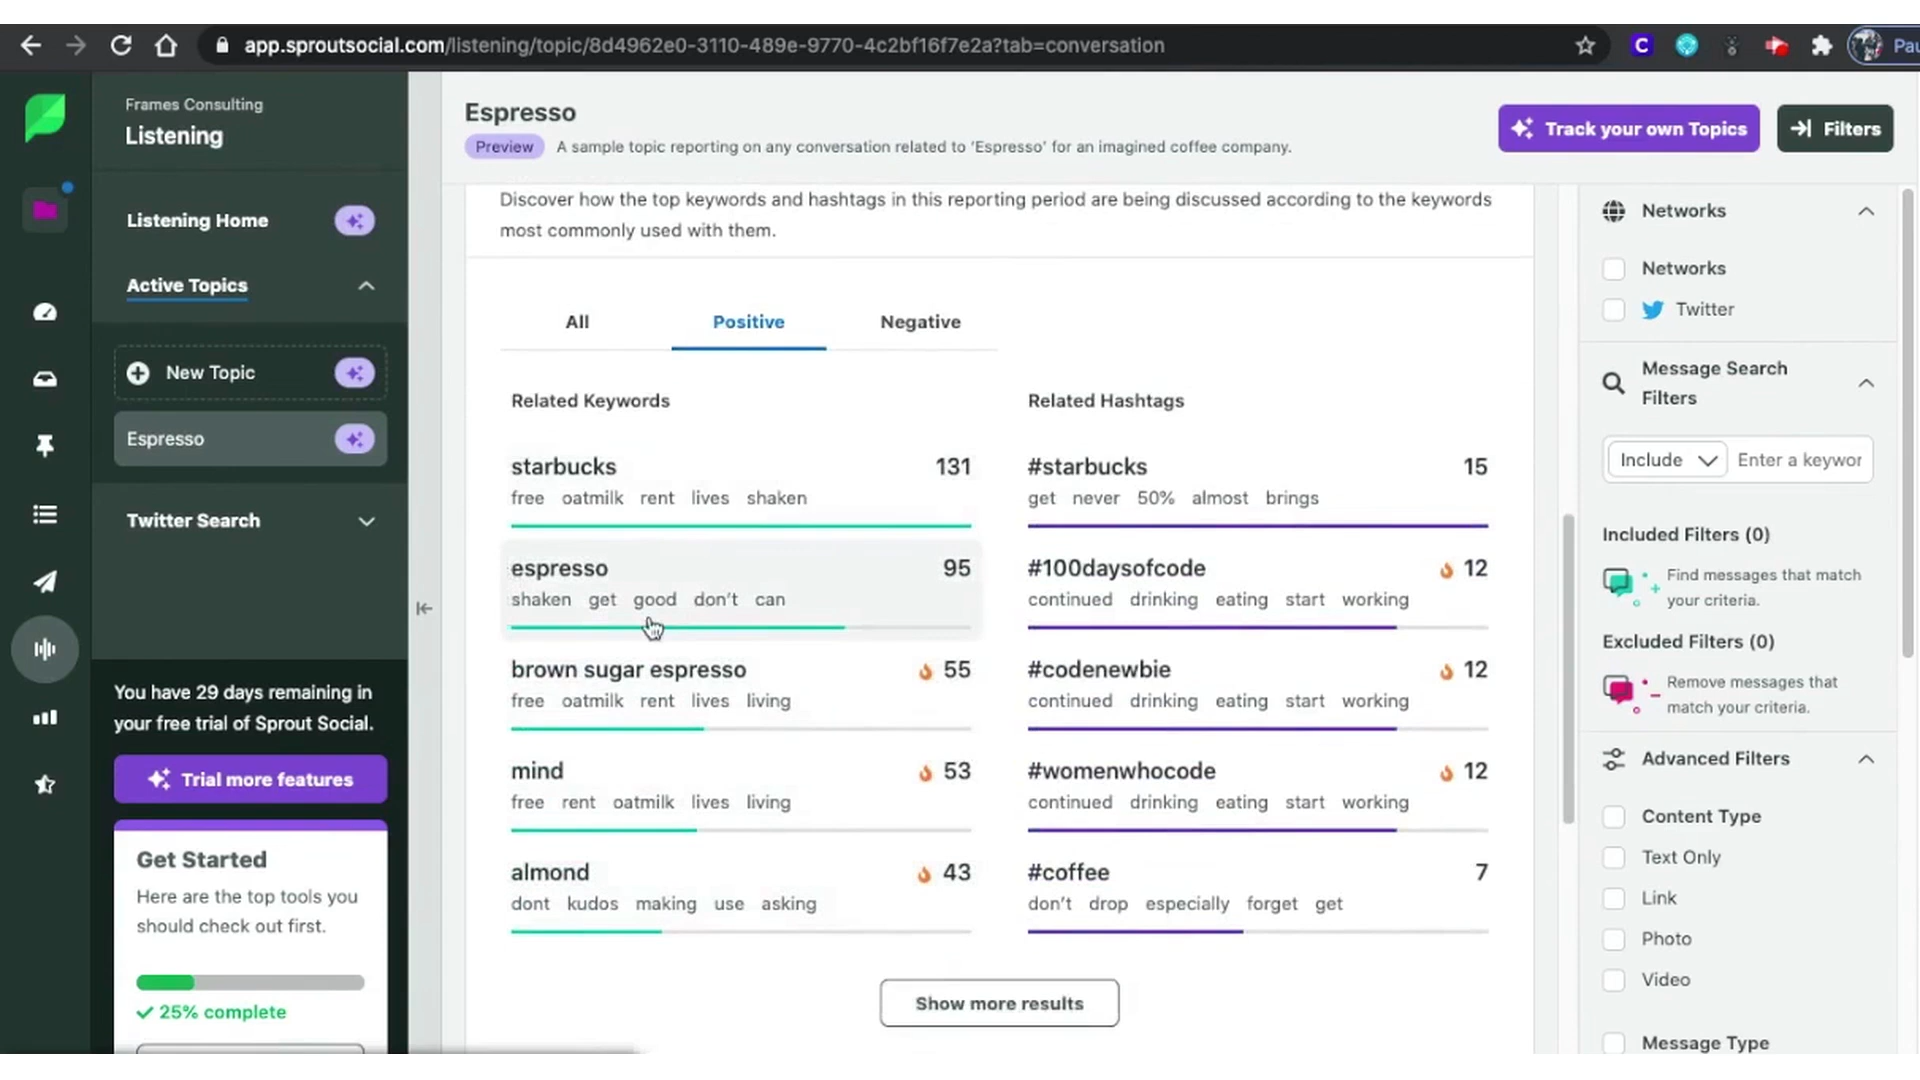 app.sproutsocial.com/listening/topic/8d4962e0-3110-489e-9770-4c2bf16f7e2a?tab=conversation
C
Pau
Frames Consulting
Listening
Listening Home
Active Topics
New Topic
Espresso
Twitter Search
You have 29 days remaining in
your free trial of Sprout Social.
Trial more features
Get Started
Here are the top tools you
should check out first.
25% complete
Espresso
Preview A sample topic reporting on any conversation related to 'Espresso' for an imagined coffee company.
Track your own Topics
Filters
Discover how the top keywords and hashtags in this reporting period are being discussed according to the keywords
most commonly used with them.
All Positive Negative
Related Keywords
starbucks 131
free oatmilk rent lives shaken
espresso 95
shaken get good don't can
brown sugar espresso 55
free oatmilk rent lives living
mind 53
free rent oatmilk lives living
almond 43
dont kudos making use asking
Related Hashtags
#starbucks 15
get never 50% almost brings
#100daysofcode 12
continued drinking eating start working
#codenewbie 12
continued drinking eating start working
#womenwhocode 12
continued drinking eating start working
#coffee 7
don't drop especially forget get
Show more results
Networks
Networks
Twitter
Message Search
Filters
Include Enter a keywor
Included Filters (0)
Find messages that match
your criteria.
Excluded Filters (0)
Remove messages that
match your criteria.
Advanced Filters
Content Type
Text Only
Link
Photo
Video
Message Type